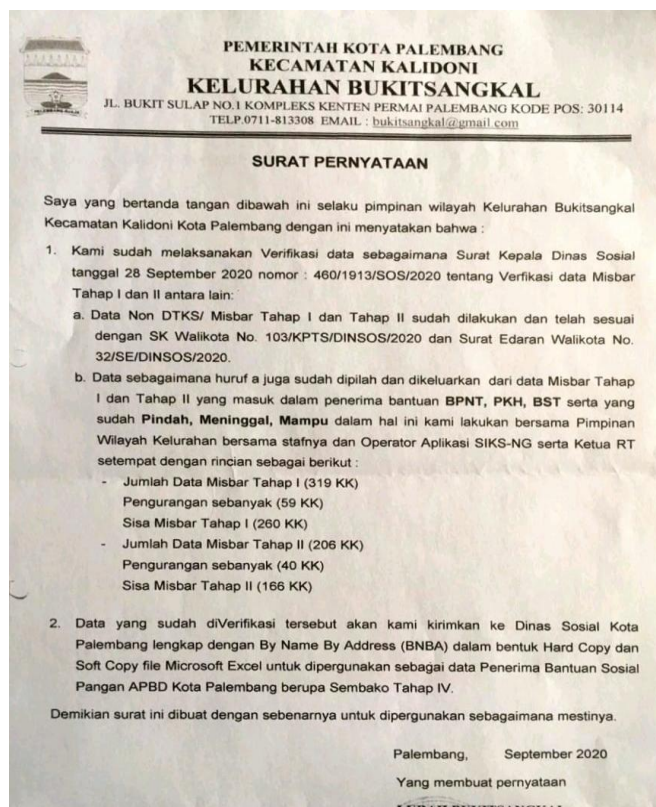 PEMERINTAH KOTA PALEMBANG
KECAMATAN KALIDONI
KELURAHAN BUKITSANGKAL
JL. BUKIT SULAP NO.1 KOMPLEKS KENTEN PERMAI PALEMBANG KODE POS: 30114
TELP.0711-813308 EMAIL : bukitsangkal@gmail.com
SURAT PERNYATAAN
Saya yang bertanda tangan dibawah ini selaku pimpinan wilayah Kelurahan Bukitsangkal
Kecamatan Kalidoni Kota Palembang dengan ini menyatakan bahwa :
1. Kami sudah melaksanakan Verifikasi data sebagaimana Surat Kepala Dinas Sosial
tanggal 28 September 2020 nomor : 460/1913/SOS/2020 tentang Verfikasi data Misbar
Tahap I dan II antara lain:
a. Data Non DTKS/ Misbar Tahap I dan Tahap II sudah dilakukan dan telah sesuai
dengan SK Walikota No. 103/KPTS/DINSOS/2020 dan Surat Edaran Walikota No.
32/SE/DINSOS/2020.
b. Data sebagaimana huruf a juga sudah dipilah dan dikeluarkan dari data Misbar Tahap
I dan Tahap II yang masuk dalam penerima bantuan BPNT, PKH, BST serta yang
sudah Pindah, Meninggal, Mampu dalam hal ini kami lakukan bersama Pimpinan
Wilayah Kelurahan bersama stafnya dan Operator Aplikasi SIKS-NG serta Ketua RT
setempat dengan rincian sebagai berikut :
- Jumlah Data Misbar Tahap I (319 KK)
Pengurangan sebanyak (59 KK)
Sisa Misbar Tahap I (260 KK)
- Jumlah Data Misbar Tahap II (206 KK)
Pengurangan sebanyak (40 KK)
Sisa Misbar Tahap II (166 KK)
2. Data yang sudah diVerifikasi tersebut akan kami kirimkan ke Dinas Sosial Kota
Palembang lengkap dengan By Name By Address (BNBA) dalam bentuk Hard Copy dan
Soft Copy file Microsoft Excel untuk dipergunakan sebagai data Penerima Bantuan Sosial
Pangan APBD Kota Palembang berupa Sembako Tahap IV.
Demikian surat ini dibuat dengan sebenarnya untuk dipergunakan sebagaimana mestinya.
Palembang, September 2020
Yang membuat pernyataan